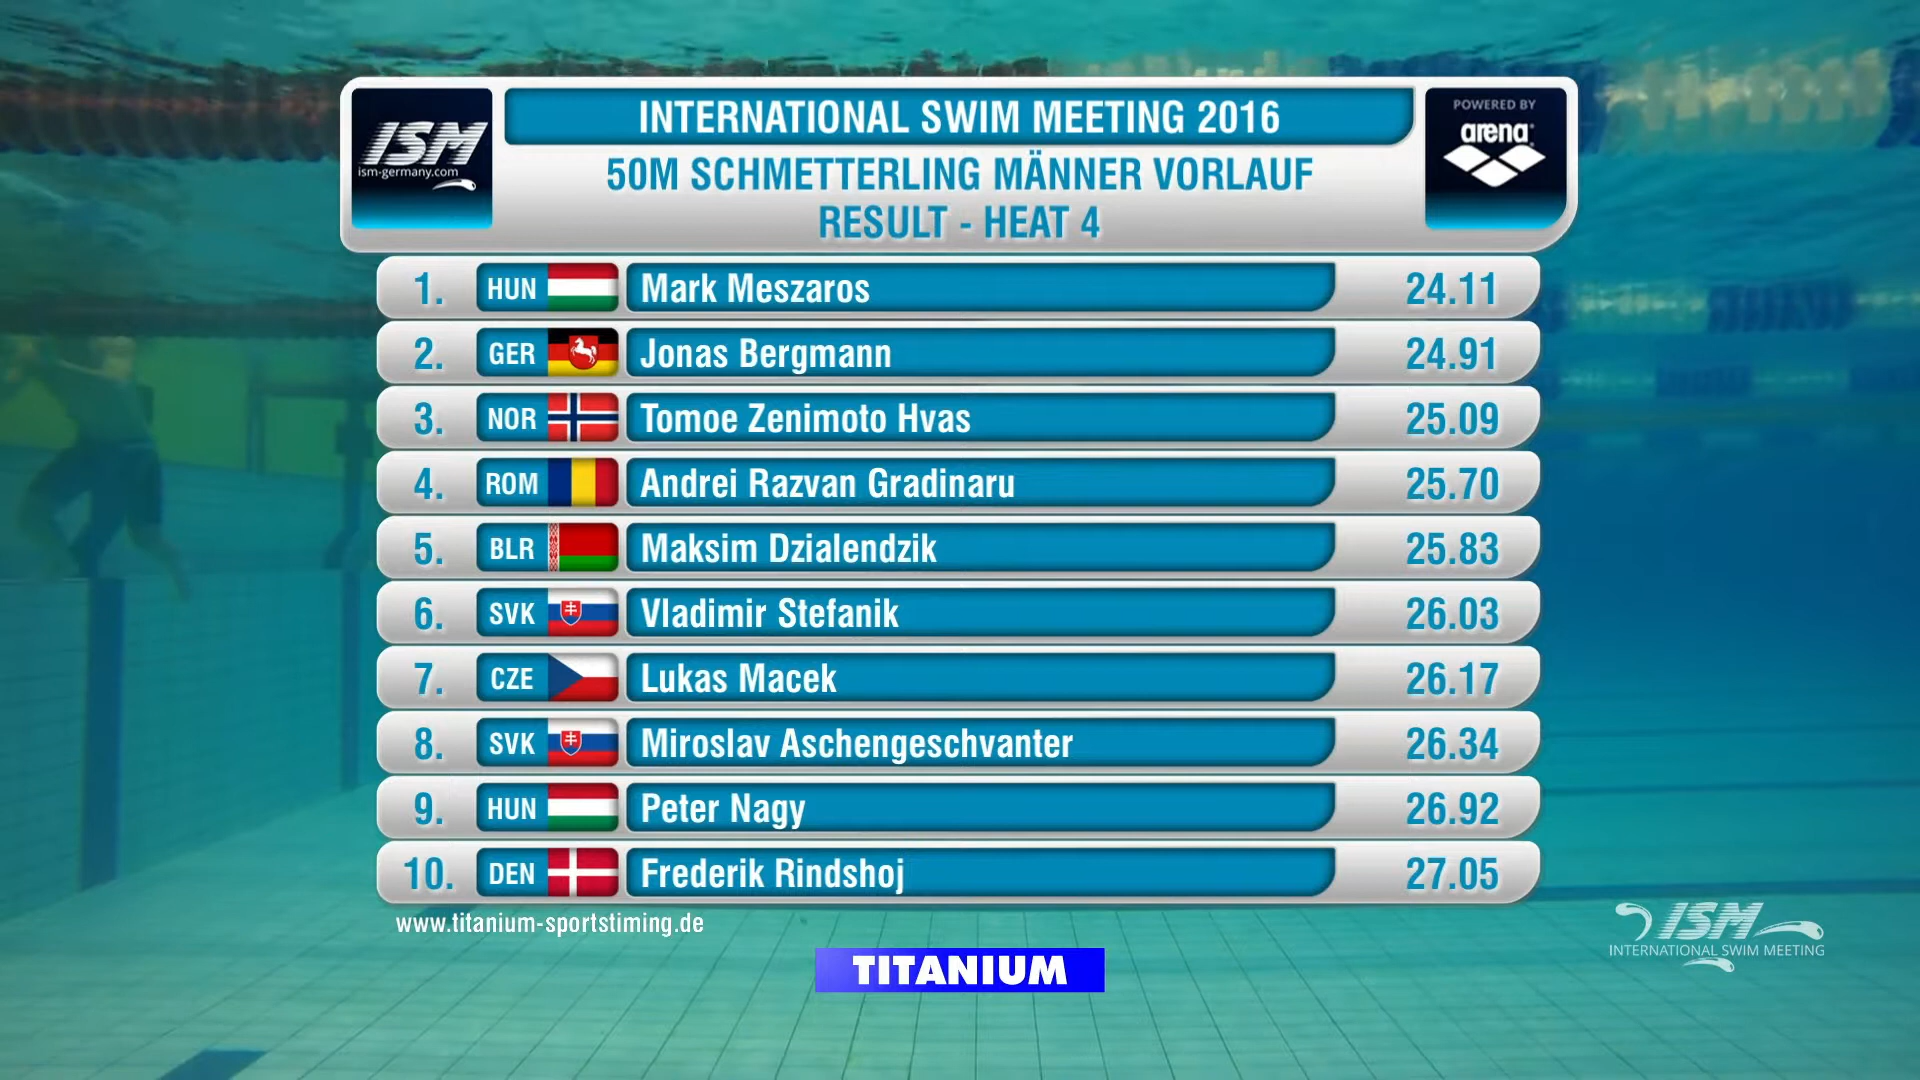 ISM
ism-germany.com
INTERNATIONAL SWIM MEETING 2016
50M SCHMETTERLING MÄNNER VORLAUF
RESULT - HEAT 4
POWERED BY
arena
1. HUN Mark Meszaros 24.11
2. GER Jonas Bergmann 24.91
3. NOR Tomoe Zenimoto Hvas 25.09
4. ROM Andrei Razvan Gradinaru 25.70
5. BLR Maksim Dzialendzik 25.83
6. SVK Vladimir Stefanik 26.03
7. CZE Lukas Macek 26.17
8. SVK Miroslav Aschengeschvanter 26.34
9. HUN Peter Nagy 26.92
10. DEN Frederik Rindshoj 27.05
www.titanium-sportstiming.de
TITANIUM
ISM
INTERNATIONAL SWIM MEETING